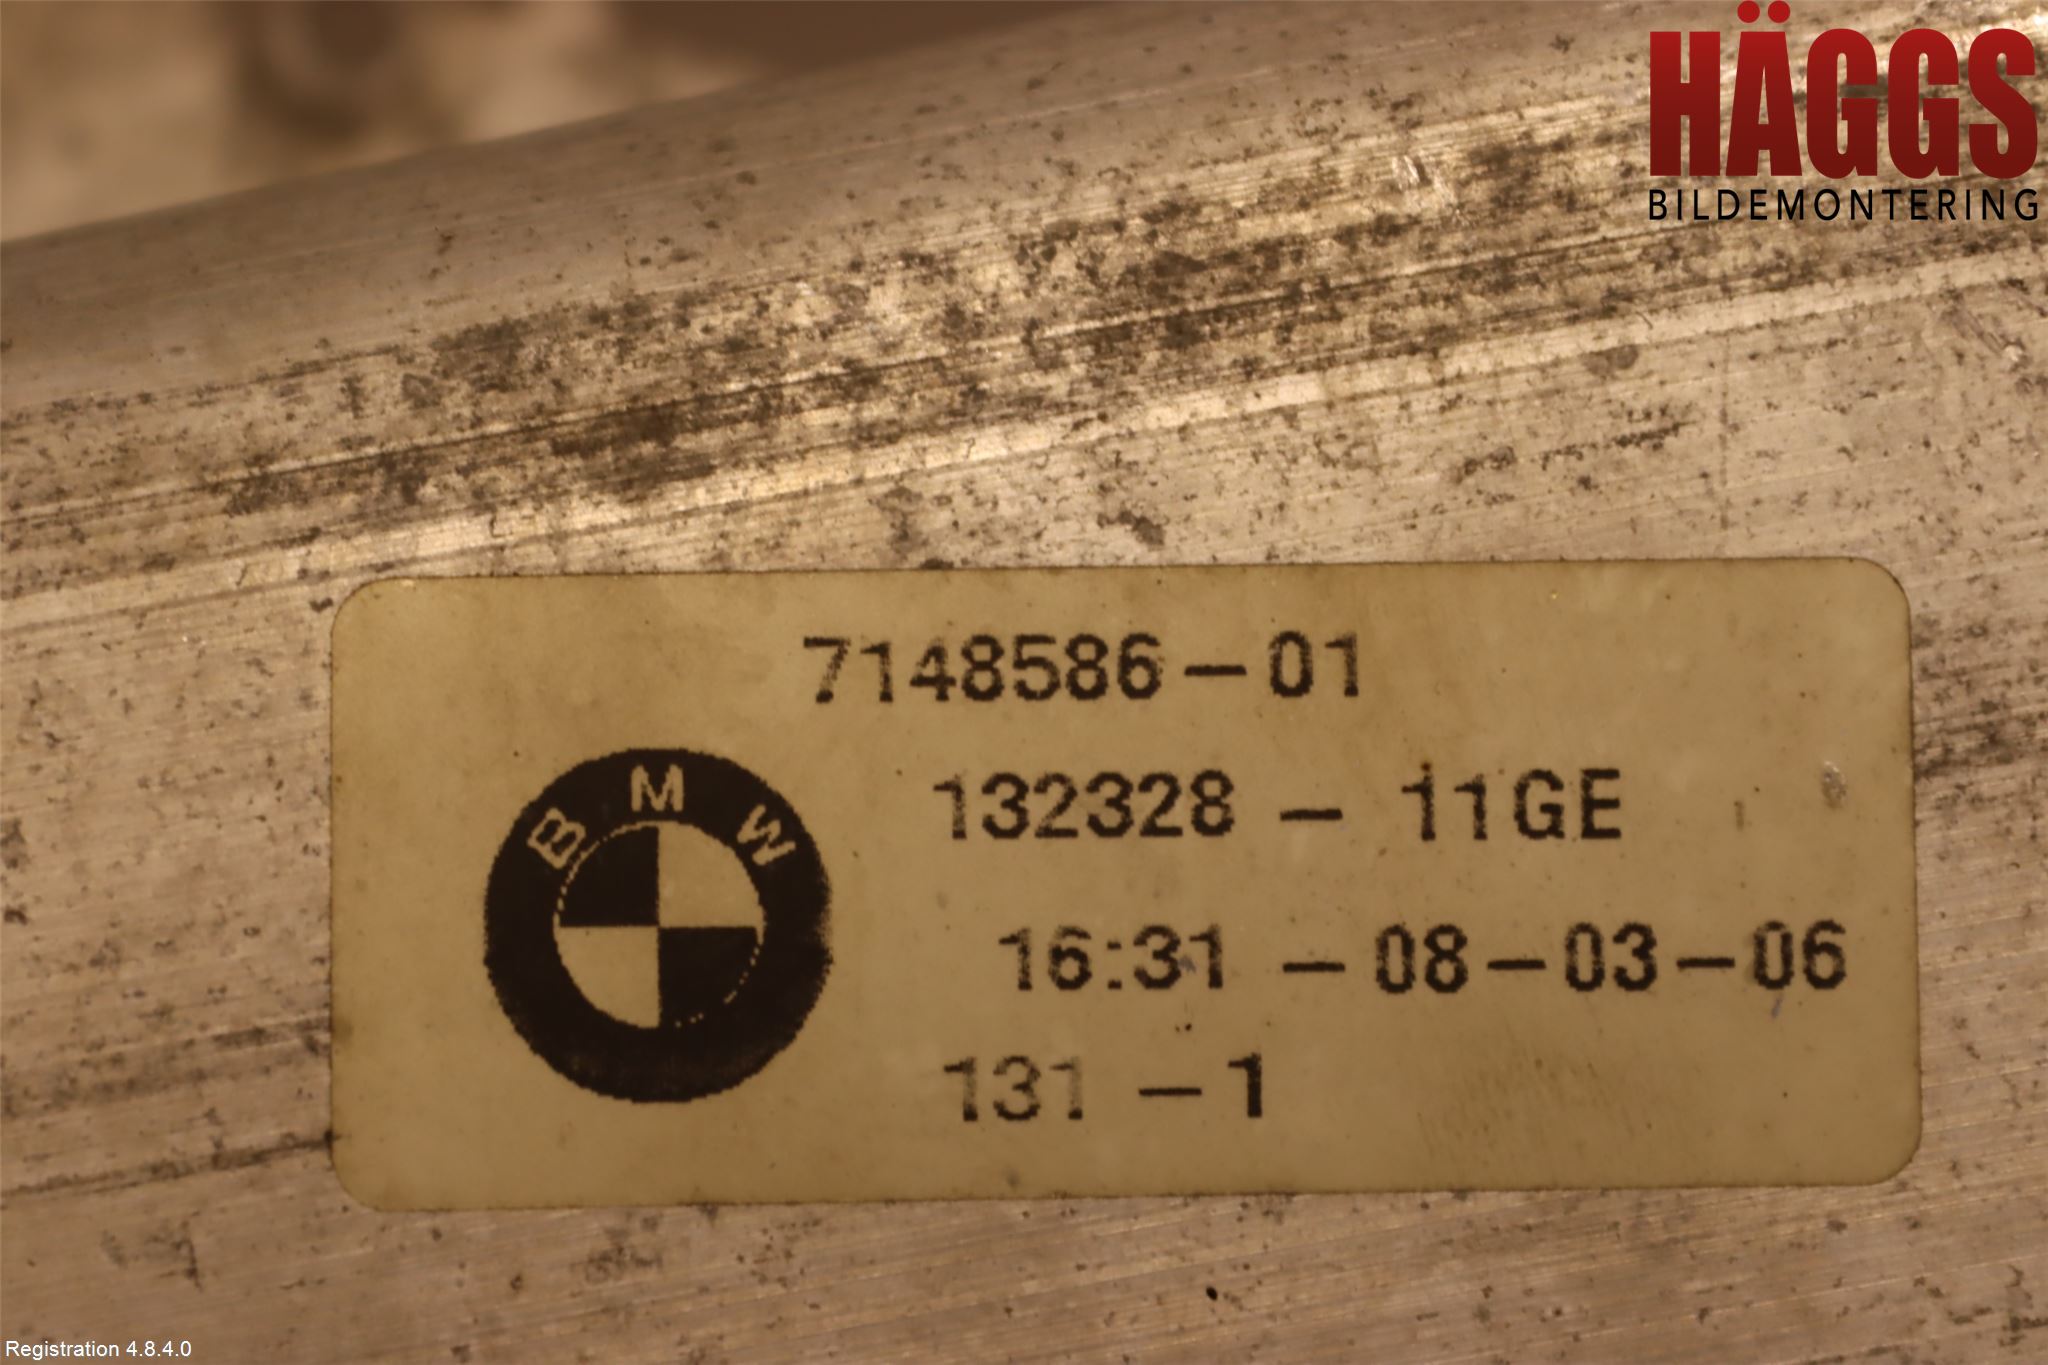 HÄGGS
BILDEMONTERING
7148586-01
132328 - 11GE
16:31 - 08-03-06
131 - 1
BMW
Registration 4.8.4.0